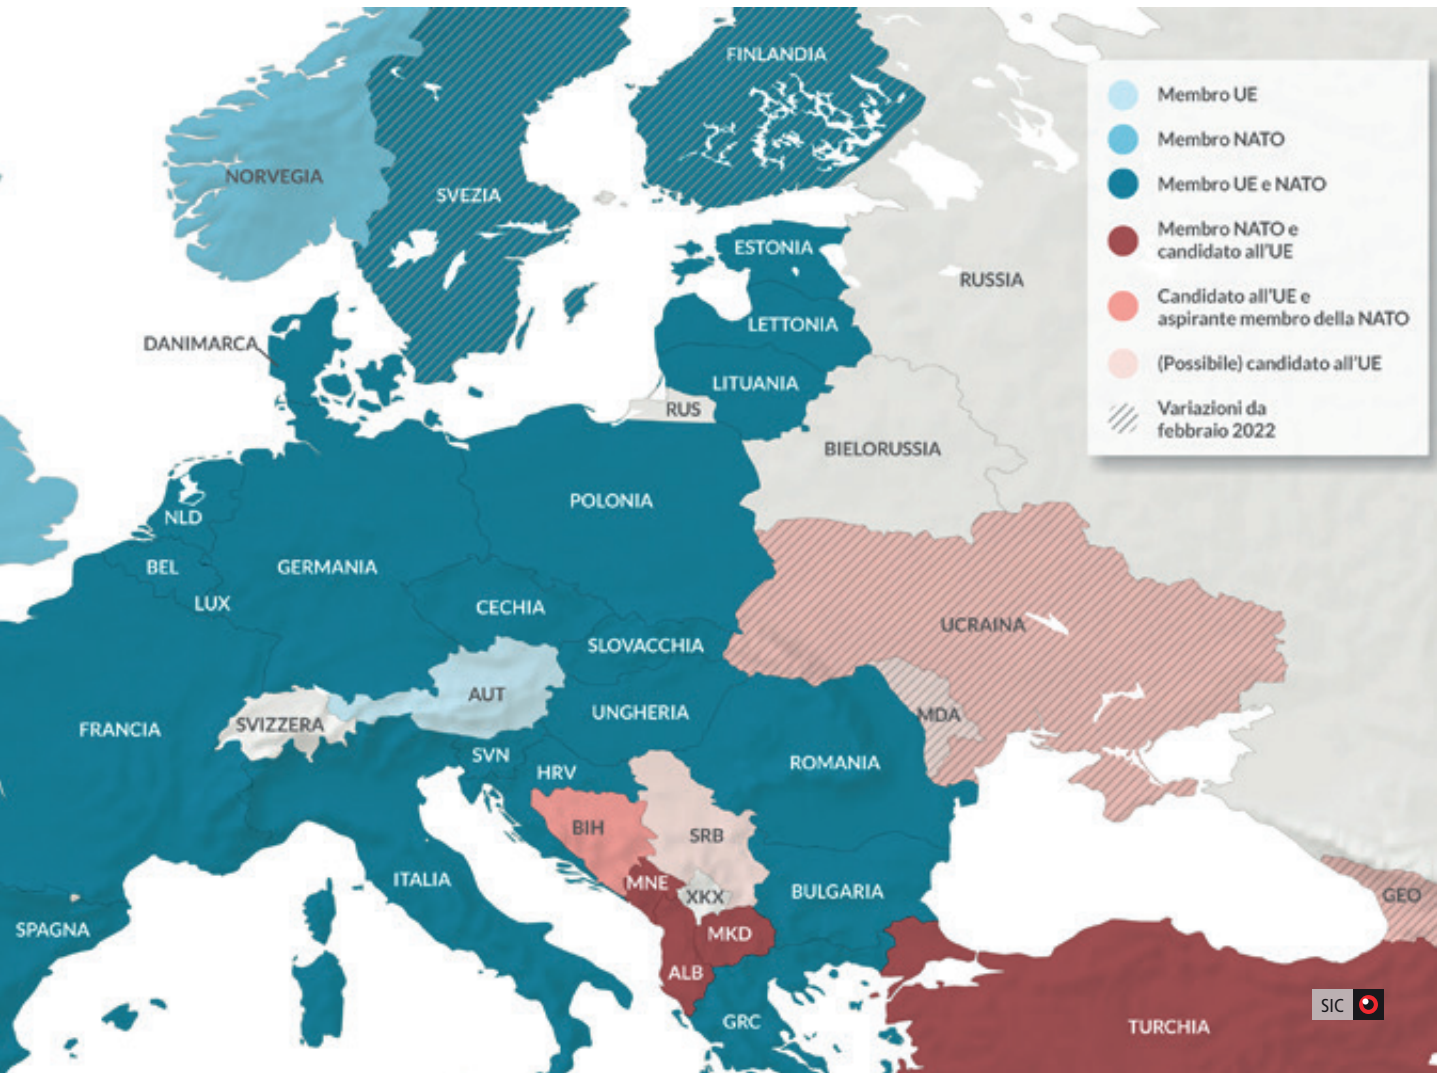 FINLANDIA
NORVEGIA
SVEZIA
ESTONIA
RUSSIA
LETTONIA
DANIMARCA
LITUANIA
RUS
BIELORUSSIA
POLONIA
NLD
BEL
GERMANIA
LUX
CECHIA
UCRAINA
SLOVACCHIA
AUT
UNGHERIA
MDA
SVIZZERA
FRANCIA
SVN
ROMANIA
HRV
BIH
SRB
ITALIA
MNE
XKX
BULGARIA
GEO
SPAGNA
MKD
ALB
GRC
TURCHIA
Membro UE
Membro NATO
Membro UE e NATO
Membro NATO e
candidato all'UE
Candidato all'UE e
aspirante membro della NATO
(Possibile) candidato all'UE
Variazioni da
febbraio 2022
SIC